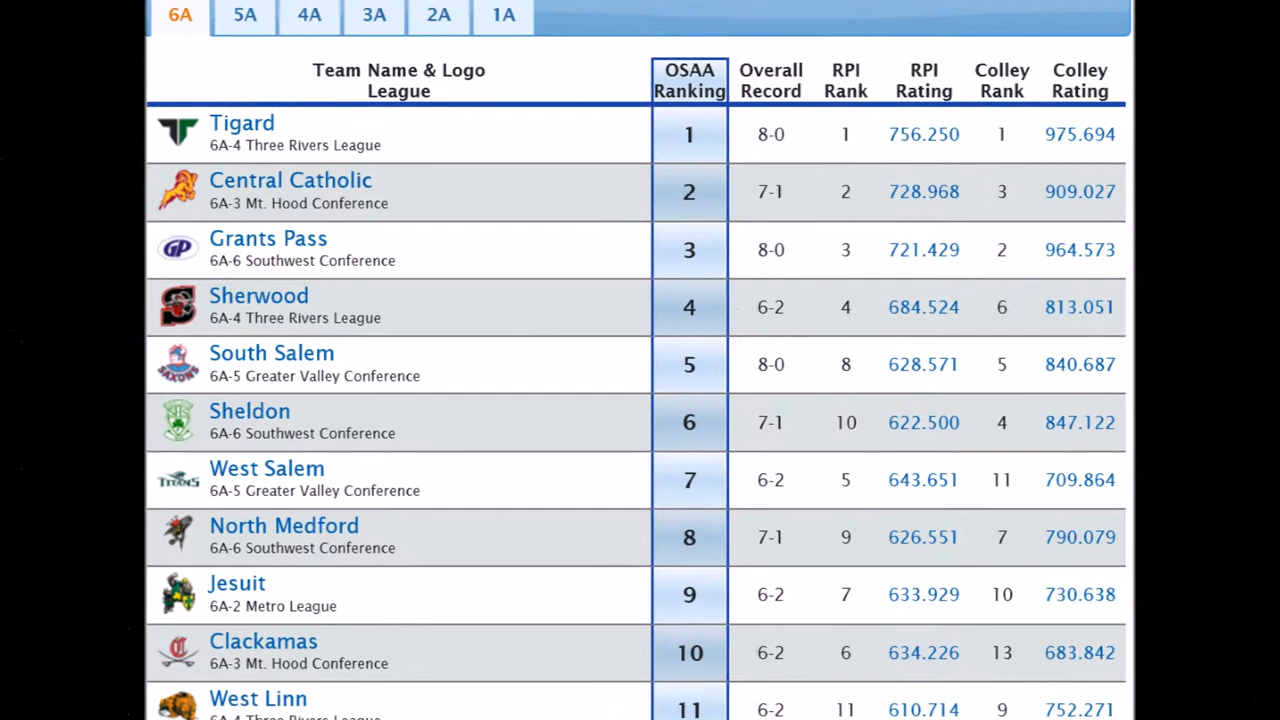 6A 5A 4A 3A 2A 1A
Team Name & Logo OSAA Overall RPI RPI Colley Colley
League Ranking Record Rank Rating Rank Rating
Tigard
6A-4 Three Rivers League
1 8-0 1 756.250 1 975.694
Central Catholic
6A-3 Mt. Hood Conference
2 7-1 2 728.968 3 909.027
GP
Grants Pass
6A-6 Southwest Conference
3 8-0 3 721.429 2 964.573
Sherwood
6A-4 Three Rivers League
4 6-2 4 684.524 6 813.051
SAXONS
South Salem
6A-5 Greater Valley Conference
5 8-0 8 628.571 5 840.687
Sheldon
6A-6 Southwest Conference
6 7-1 10 622.500 4 847.122
TITANS
West Salem
6A-5 Greater Valley Conference
7 6-2 5 643.651 11 709.864
North Medford
6A-6 Southwest Conference
8 7-1 9 626.551 7 790.079
Jesuit
6A-2 Metro League
9 6-2 7 633.929 10 730.638
C
Clackamas
6A-3 Mt. Hood Conference
10 6-2 6 634.226 13 683.842
West Linn
6A-4 Three Rivers League
11 6-2 11 610.714 9 752.271